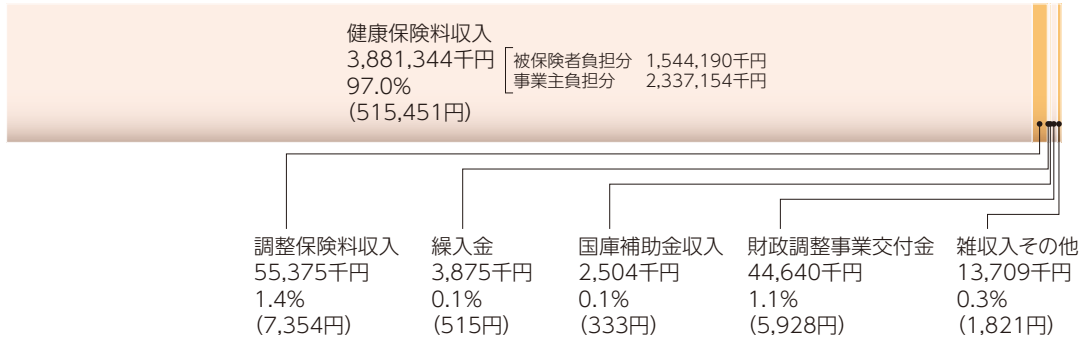 健康保険料収入
3,881,344千円
97.0%
(515,451円)
被保険者負担分 1,544,190千円
事業主負担分 2,337,154千円
調整保険料収入
55,375千円
1.4%
(7,354円)
繰入金
3,875千円
0.1%
(515円)
国庫補助金収入
2,504千円
0.1%
(333円)
財政調整事業交付金
44,640千円
1.1%
(5,928円)
雑収入その他
13,709千円
0.3%
(1,821円)